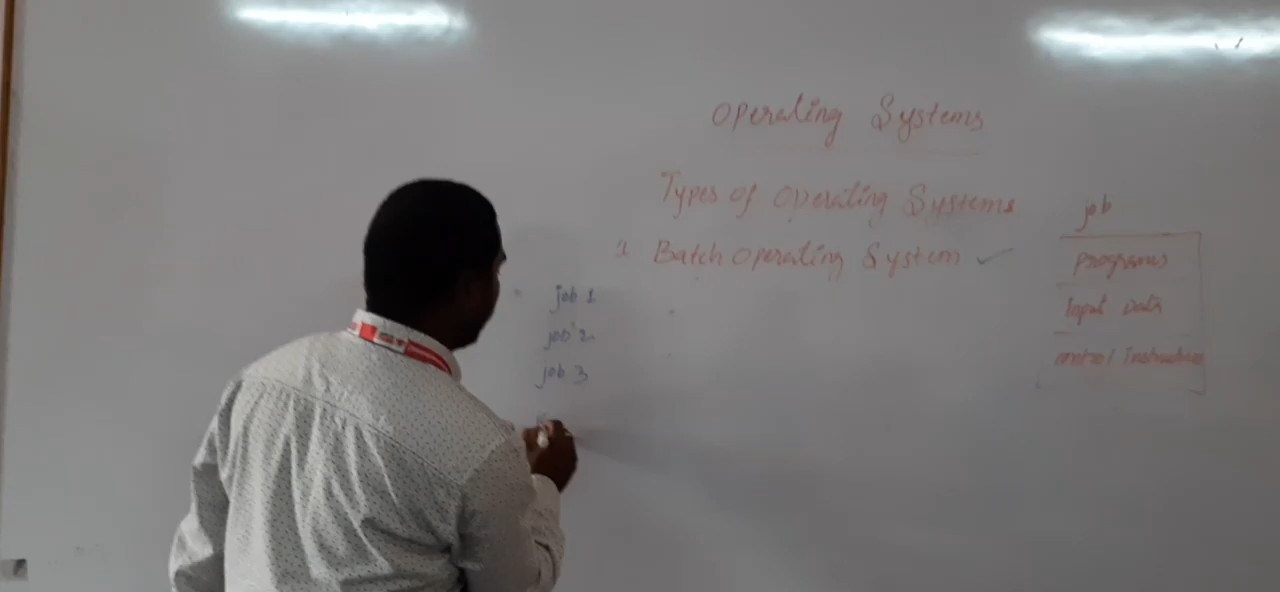 Operating Systems
Types of Operating Systems
1 Batch Operating System ✓
job 1
job 2
job 3
job
Programs
Input Data
control instructions